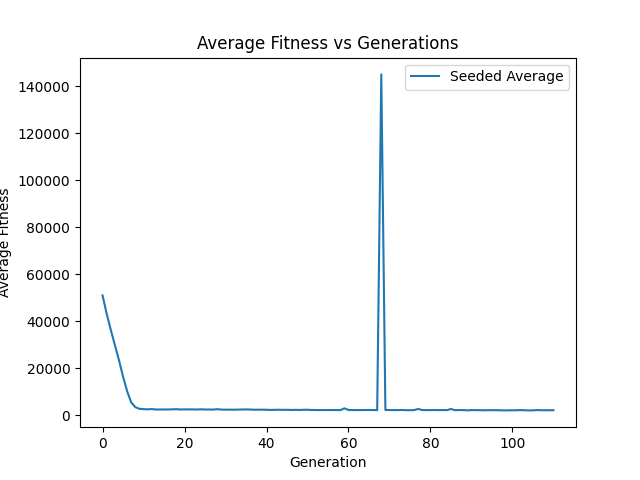 Average Fitness vs Generations
Seeded Average
140000
120000
100000
80000
60000
40000
20000
0
Average Fitness
0 20 40 60 80 100
Generation